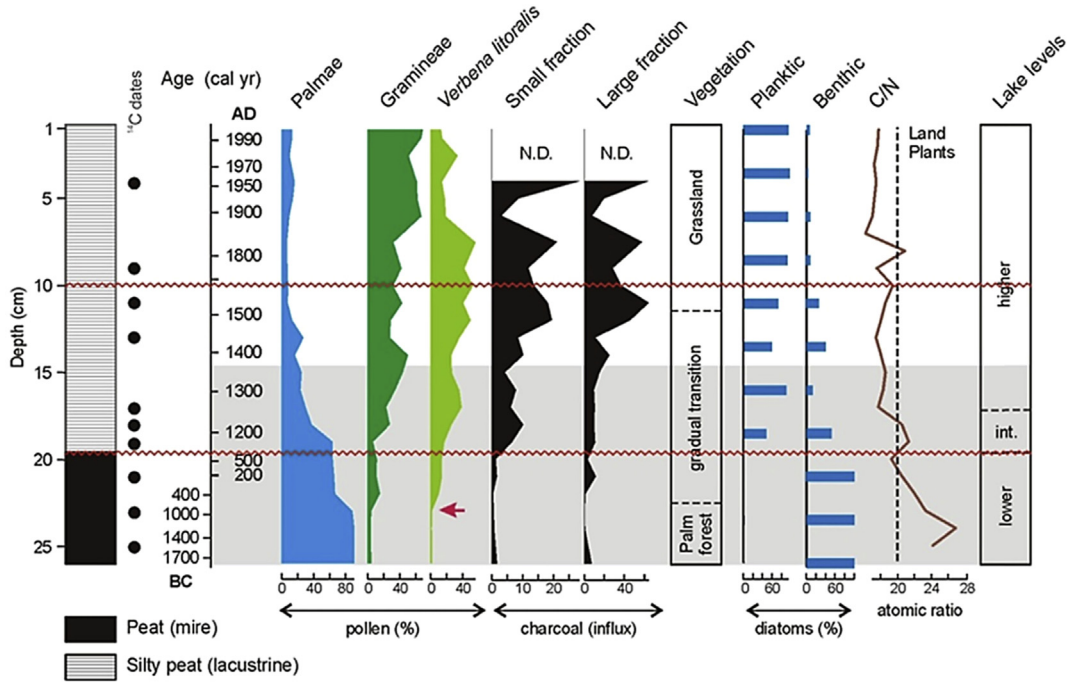 Palmae
Gramineae
Verbena litoralis
Small fraction
Large fraction
Vegetation
Planktic
Benthic
C/N
Lake levels
Age (cal yr)
¹⁴C dates
AD
N.D.
N.D.
Land
Plants
Depth (cm)
1
5
10
15
20
25
1990
1970
1950
1900
1800
1500
1400
1300
1200
500
200
400
1000
1400
1700
BC
Grassland
gradual transition
Palm
forest
higher
int.
lower
0 40 80
0 40
0 40
0 10
0 40
0 60
0 60
20 24 28
pollen (%)
charcoal (influx)
diatoms (%)
atomic ratio
Peat (mire)
Silty peat (lacustrine)